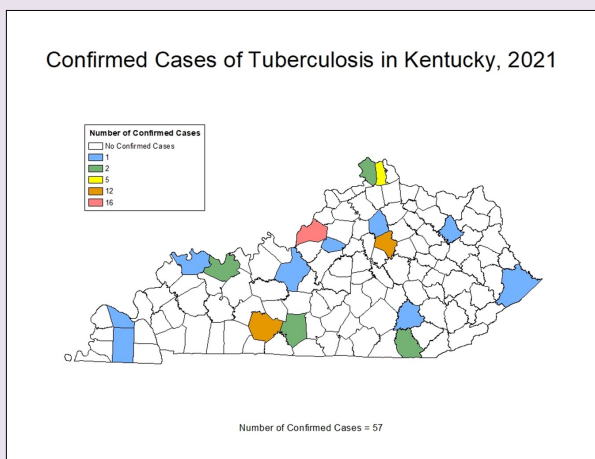 Confirmed Cases of Tuberculosis in Kentucky, 2021
Number of Confirmed Cases
No Confirmed Cases
1
2
5
12
16
Number of Confirmed Cases = 57